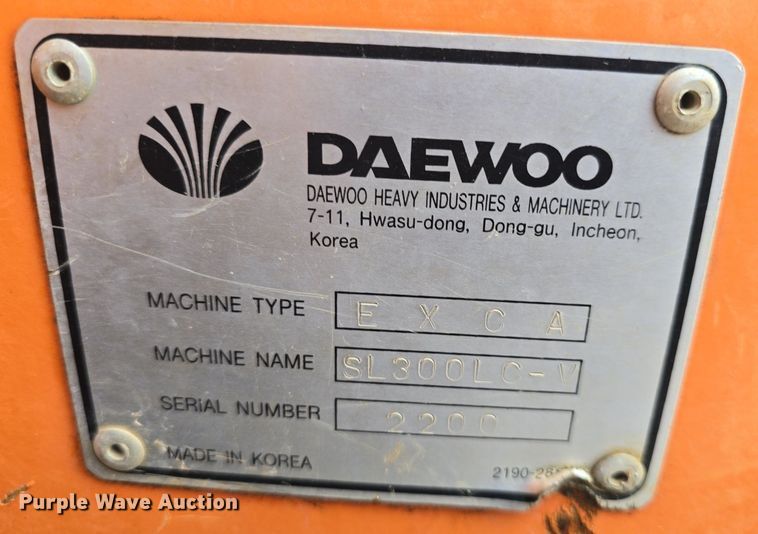 DAEWOO
DAEWOO HEAVY INDUSTRIES & MACHINERY LTD.
7-11, Hwasu-dong, Dong-gu, Incheon,
Korea
MACHINE TYPE EXCA
MACHINE NAME SL300LC-V
SERIAL NUMBER 2200
MADE IN KOREA
Purple Wave Auction